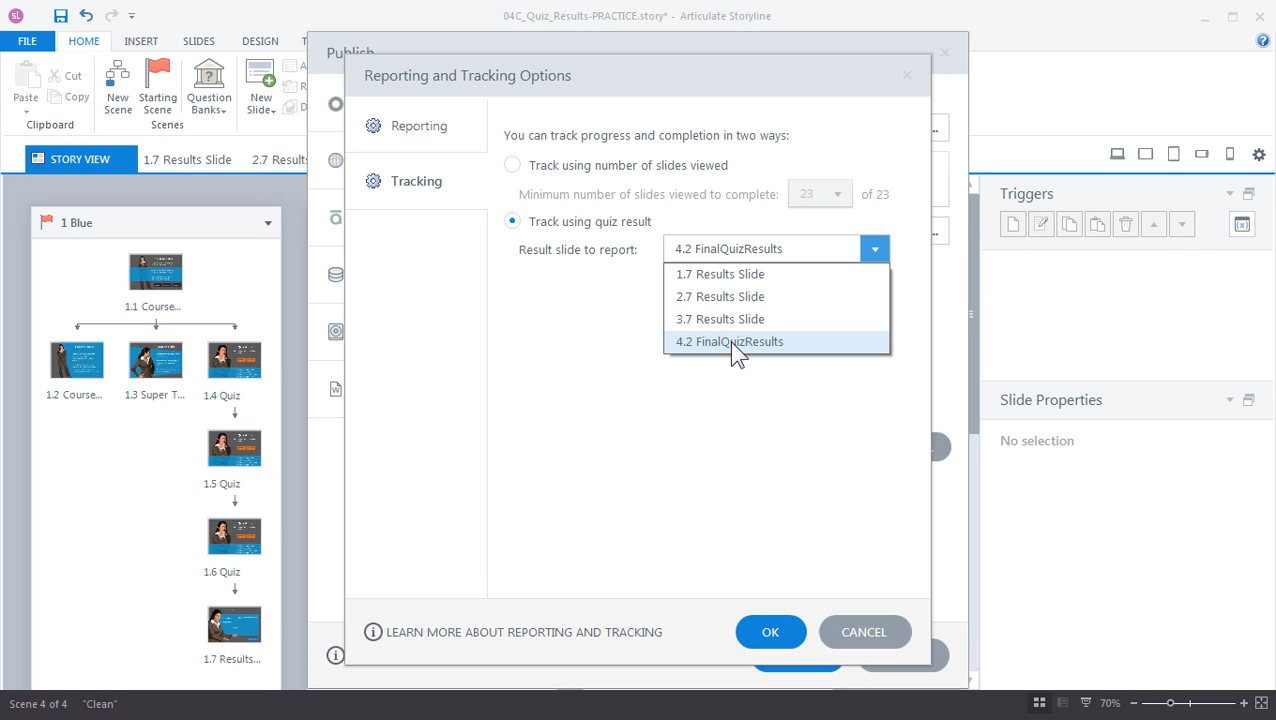 sl
04C_Quiz_Results-PRACTICE.story* - Articulate Storyline
FILE HOME INSERT SLIDES DESIGN T
Paste
Cut
Copy
Clipboard
New Scene
Starting Scene
Question Banks
Scenes
New Slide
STORY VIEW 1.7 Results Slide 2.7 Results
1 Blue
1.1 Course...
1.2 Course... 1.3 Super T... 1.4 Quiz
1.5 Quiz
1.6 Quiz
1.7 Results...
Publish
Reporting and Tracking Options
Reporting
Tracking
You can track progress and completion in two ways:
Track using number of slides viewed
Minimum number of slides viewed to complete: 23 of 23
Track using quiz result
Result slide to report: 4.2 FinalQuizResults
1.7 Results Slide
2.7 Results Slide
3.7 Results Slide
4.2 FinalQuizResults
LEARN MORE ABOUT REPORTING AND TRACKING
OK CANCEL
Triggers
Slide Properties
No selection
Scene 4 of 4 "Clean" 70%